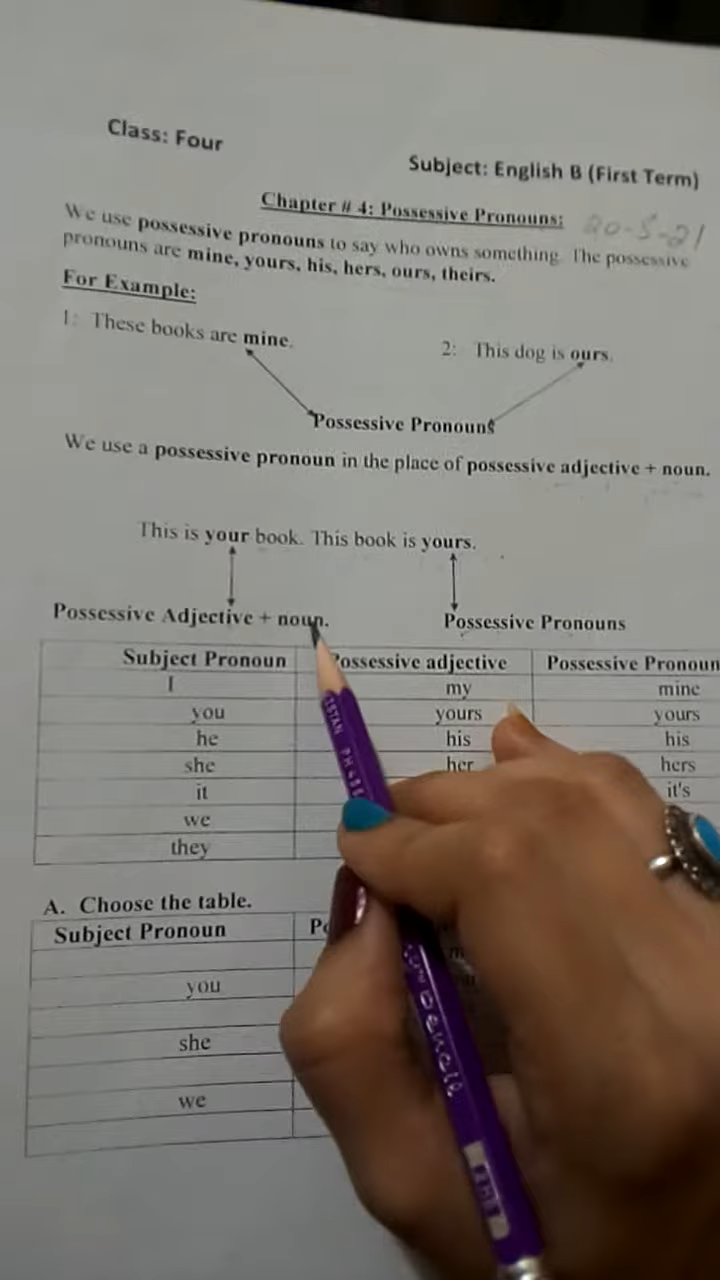 Class: Four
Subject: English B (First Term)
Chapter # 4: Possessive Pronouns:
20-5-21
We use possessive pronouns to say who owns something. The possessive
pronouns are mine, yours, his, hers, ours, theirs.
For Example:
1: These books are mine.
2: This dog is ours.
Possessive Pronouns
We use a possessive pronoun in the place of possessive adjective + noun.
This is your book. This book is yours.
Possessive Adjective + noun.
Possessive Pronouns
Subject Pronoun Possessive adjective Possessive Pronoun
I my mine
you yours yours
he his his
she her hers
it it's
we
they
A. Choose the table.
Subject Pronoun
you
she
we